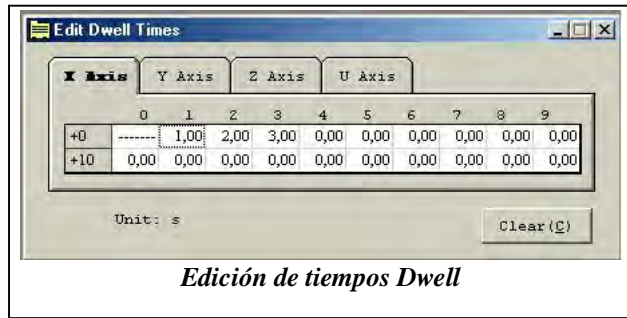 Edit Dwell Times
X Axis Y Axis Z Axis U Axis
0 1 2 3 4 5 6 7 8 9
+0 ------- 1,00 2,00 3,00 0,00 0,00 0,00 0,00 0,00 0,00
+10 0,00 0,00 0,00 0,00 0,00 0,00 0,00 0,00 0,00 0,00
Unit: s
Clear(C)
Edición de tiempos Dwell